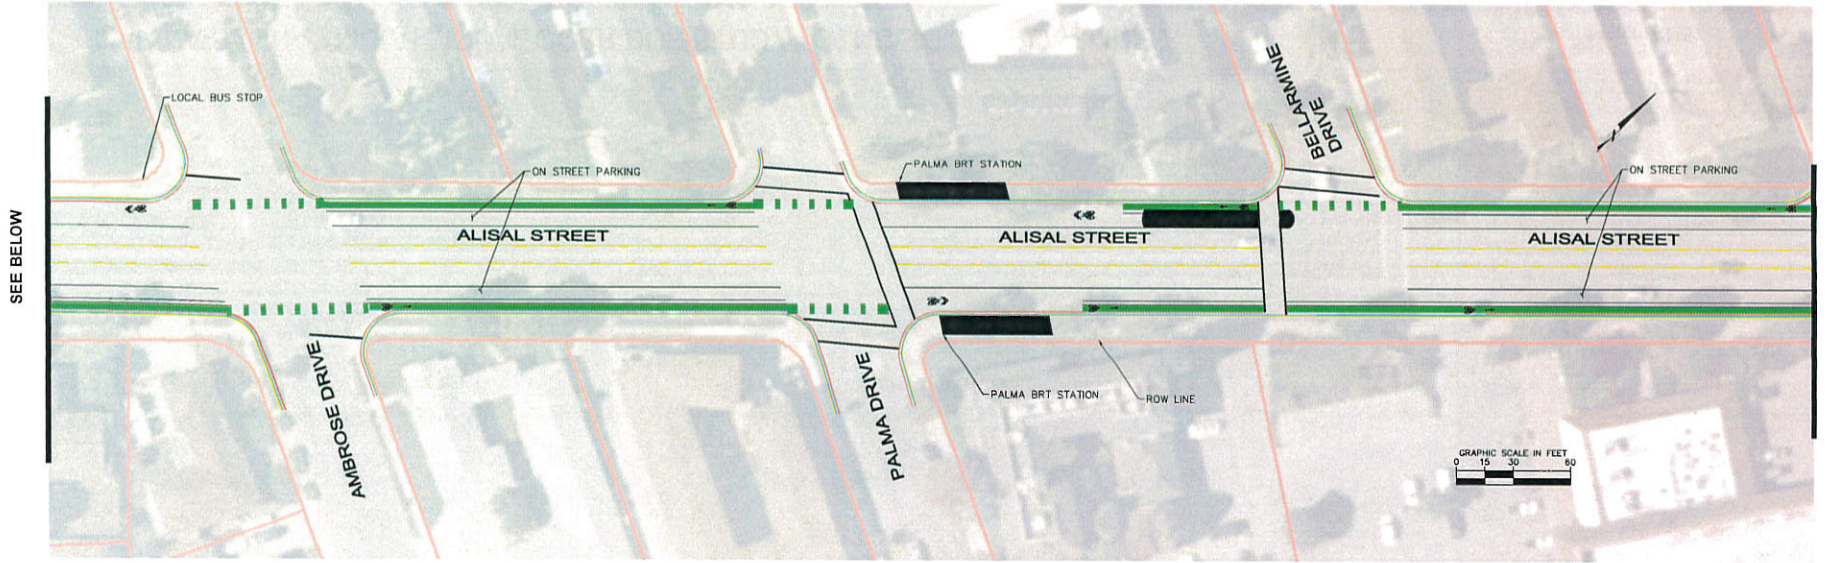 BELLARMINE
DRIVE
LOCAL BUS STOP
ON STREET PARKING
PALMA BRT STATION
ON STREET PARKING
SEE BELOW
ALISAL STREET
ALISAL STREET
ALISAL STREET
AMBROSE DRIVE
PALMA DRIVE
PALMA BRT STATION
ROW LINE
GRAPHIC SCALE IN FEET
0 15 30 60